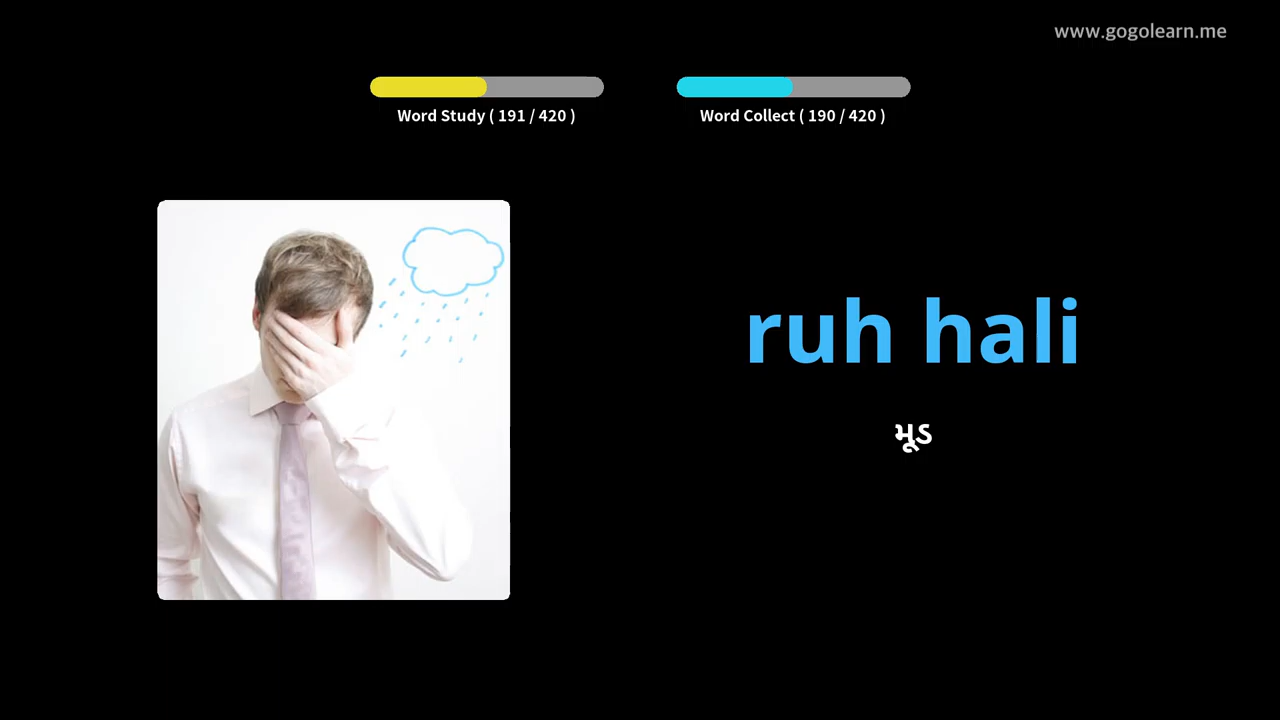 www.gogolearn.me
Word Study ( 191 / 420 )
Word Collect ( 190 / 420 )
ruh hali
મૂડ